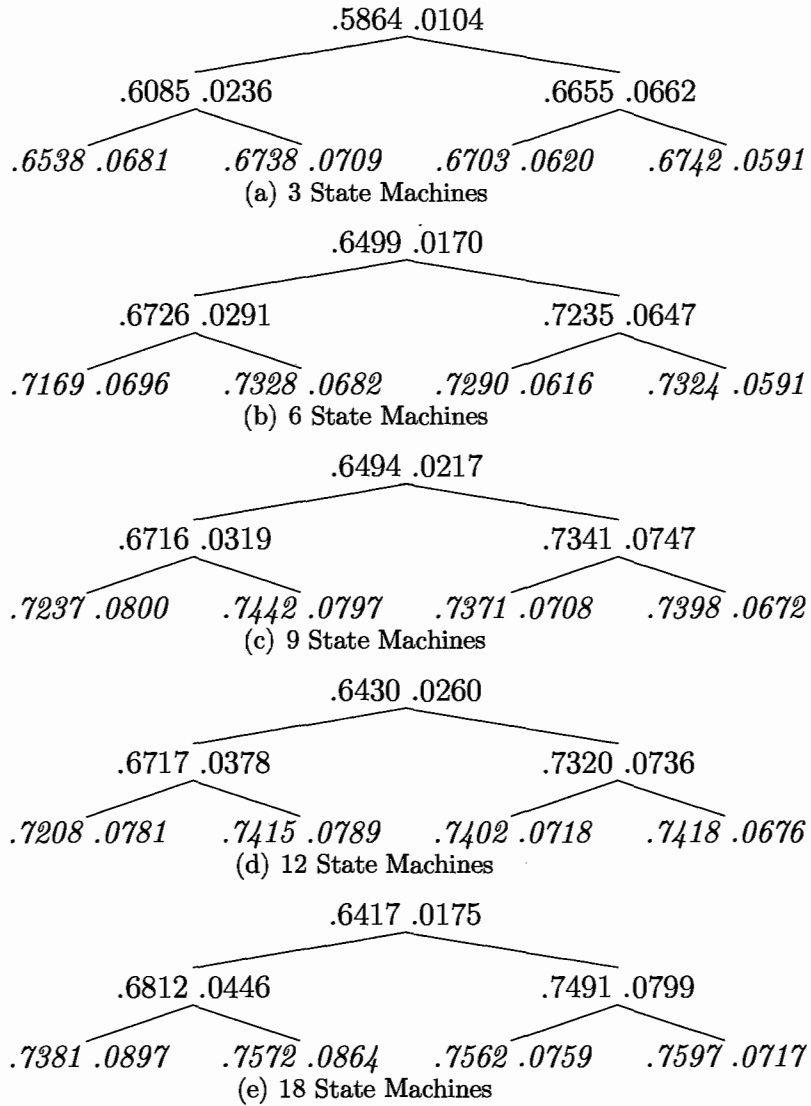 .5864 .0104
.6085 .0236 .6655 .0662
.6538 .0681 .6738 .0709 .6703 .0620 .6742 .0591
(a) 3 State Machines
.6499 .0170
.6726 .0291 .7235 .0647
.7169 .0696 .7328 .0682 .7290 .0616 .7324 .0591
(b) 6 State Machines
.6494 .0217
.6716 .0319 .7341 .0747
.7237 .0800 .7442 .0797 .7371 .0708 .7398 .0672
(c) 9 State Machines
.6430 .0260
.6717 .0378 .7320 .0736
.7208 .0781 .7415 .0789 .7402 .0718 .7418 .0676
(d) 12 State Machines
.6417 .0175
.6812 .0446 .7491 .0799
.7381 .0897 .7572 .0864 .7562 .0759 .7597 .0717
(e) 18 State Machines